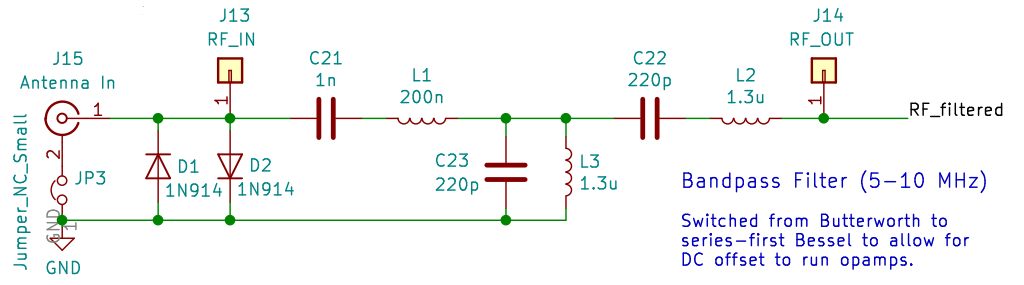 J13
RF_IN
J14
RF_OUT
J15
Antenna In
C21
1n
L1
200n
C22
220p
L2
1.3u
1
1
1
RF_filtered
2
Jumper_NC_Small
JP3
D1
1N914
D2
1N914
C23
220p
L3
1.3u
Bandpass Filter (5-10 MHz)
GND
1
Switched from Butterworth to
series-first Bessel to allow for
DC offset to run opamps.
GND